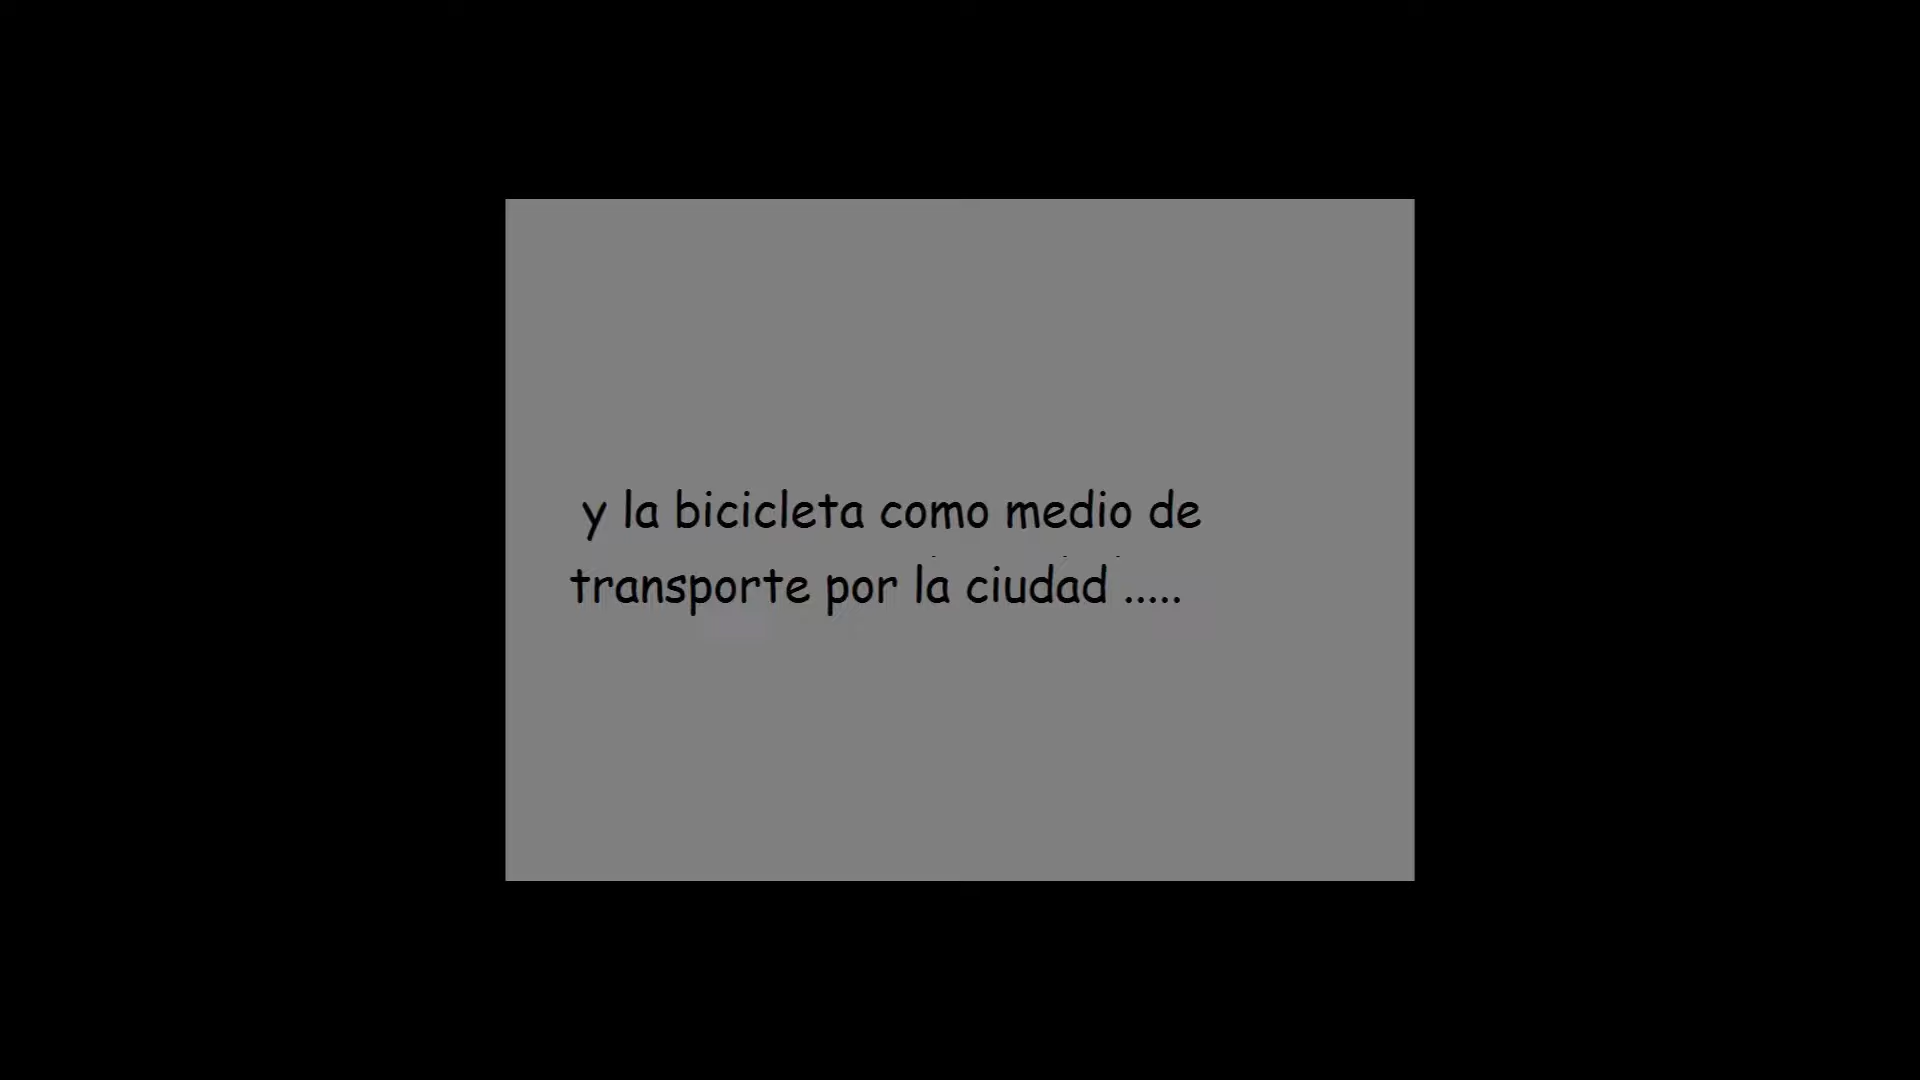 y la bicicleta como medio de
transporte por la ciudad .....